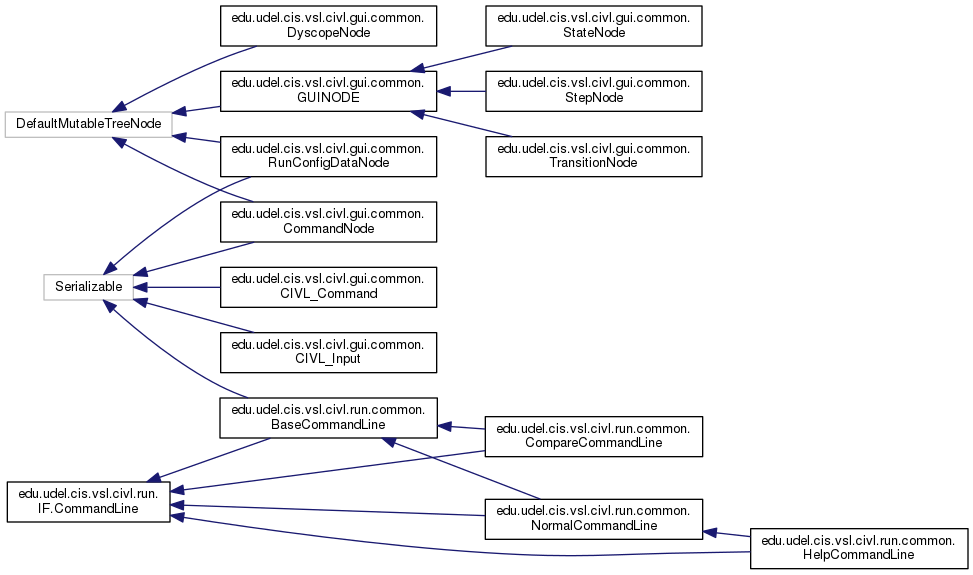 edu.udel.cis.vsl.civl.gui.common.
DyscopeNode
edu.udel.cis.vsl.civl.gui.common.
StateNode
edu.udel.cis.vsl.civl.gui.common.
GUINODE
edu.udel.cis.vsl.civl.gui.common.
StepNode
DefaultMutableTreeNode
edu.udel.cis.vsl.civl.gui.common.
RunConfigDataNode
edu.udel.cis.vsl.civl.gui.common.
TransitionNode
edu.udel.cis.vsl.civl.gui.common.
CommandNode
Serializable
edu.udel.cis.vsl.civl.gui.common.
CIVL_Command
edu.udel.cis.vsl.civl.gui.common.
CIVL_Input
edu.udel.cis.vsl.civl.run.common.
BaseCommandLine
edu.udel.cis.vsl.civl.run.common.
CompareCommandLine
edu.udel.cis.vsl.civl.run.
IF.CommandLine
edu.udel.cis.vsl.civl.run.common.
NormalCommandLine
edu.udel.cis.vsl.civl.run.common.
HelpCommandLine